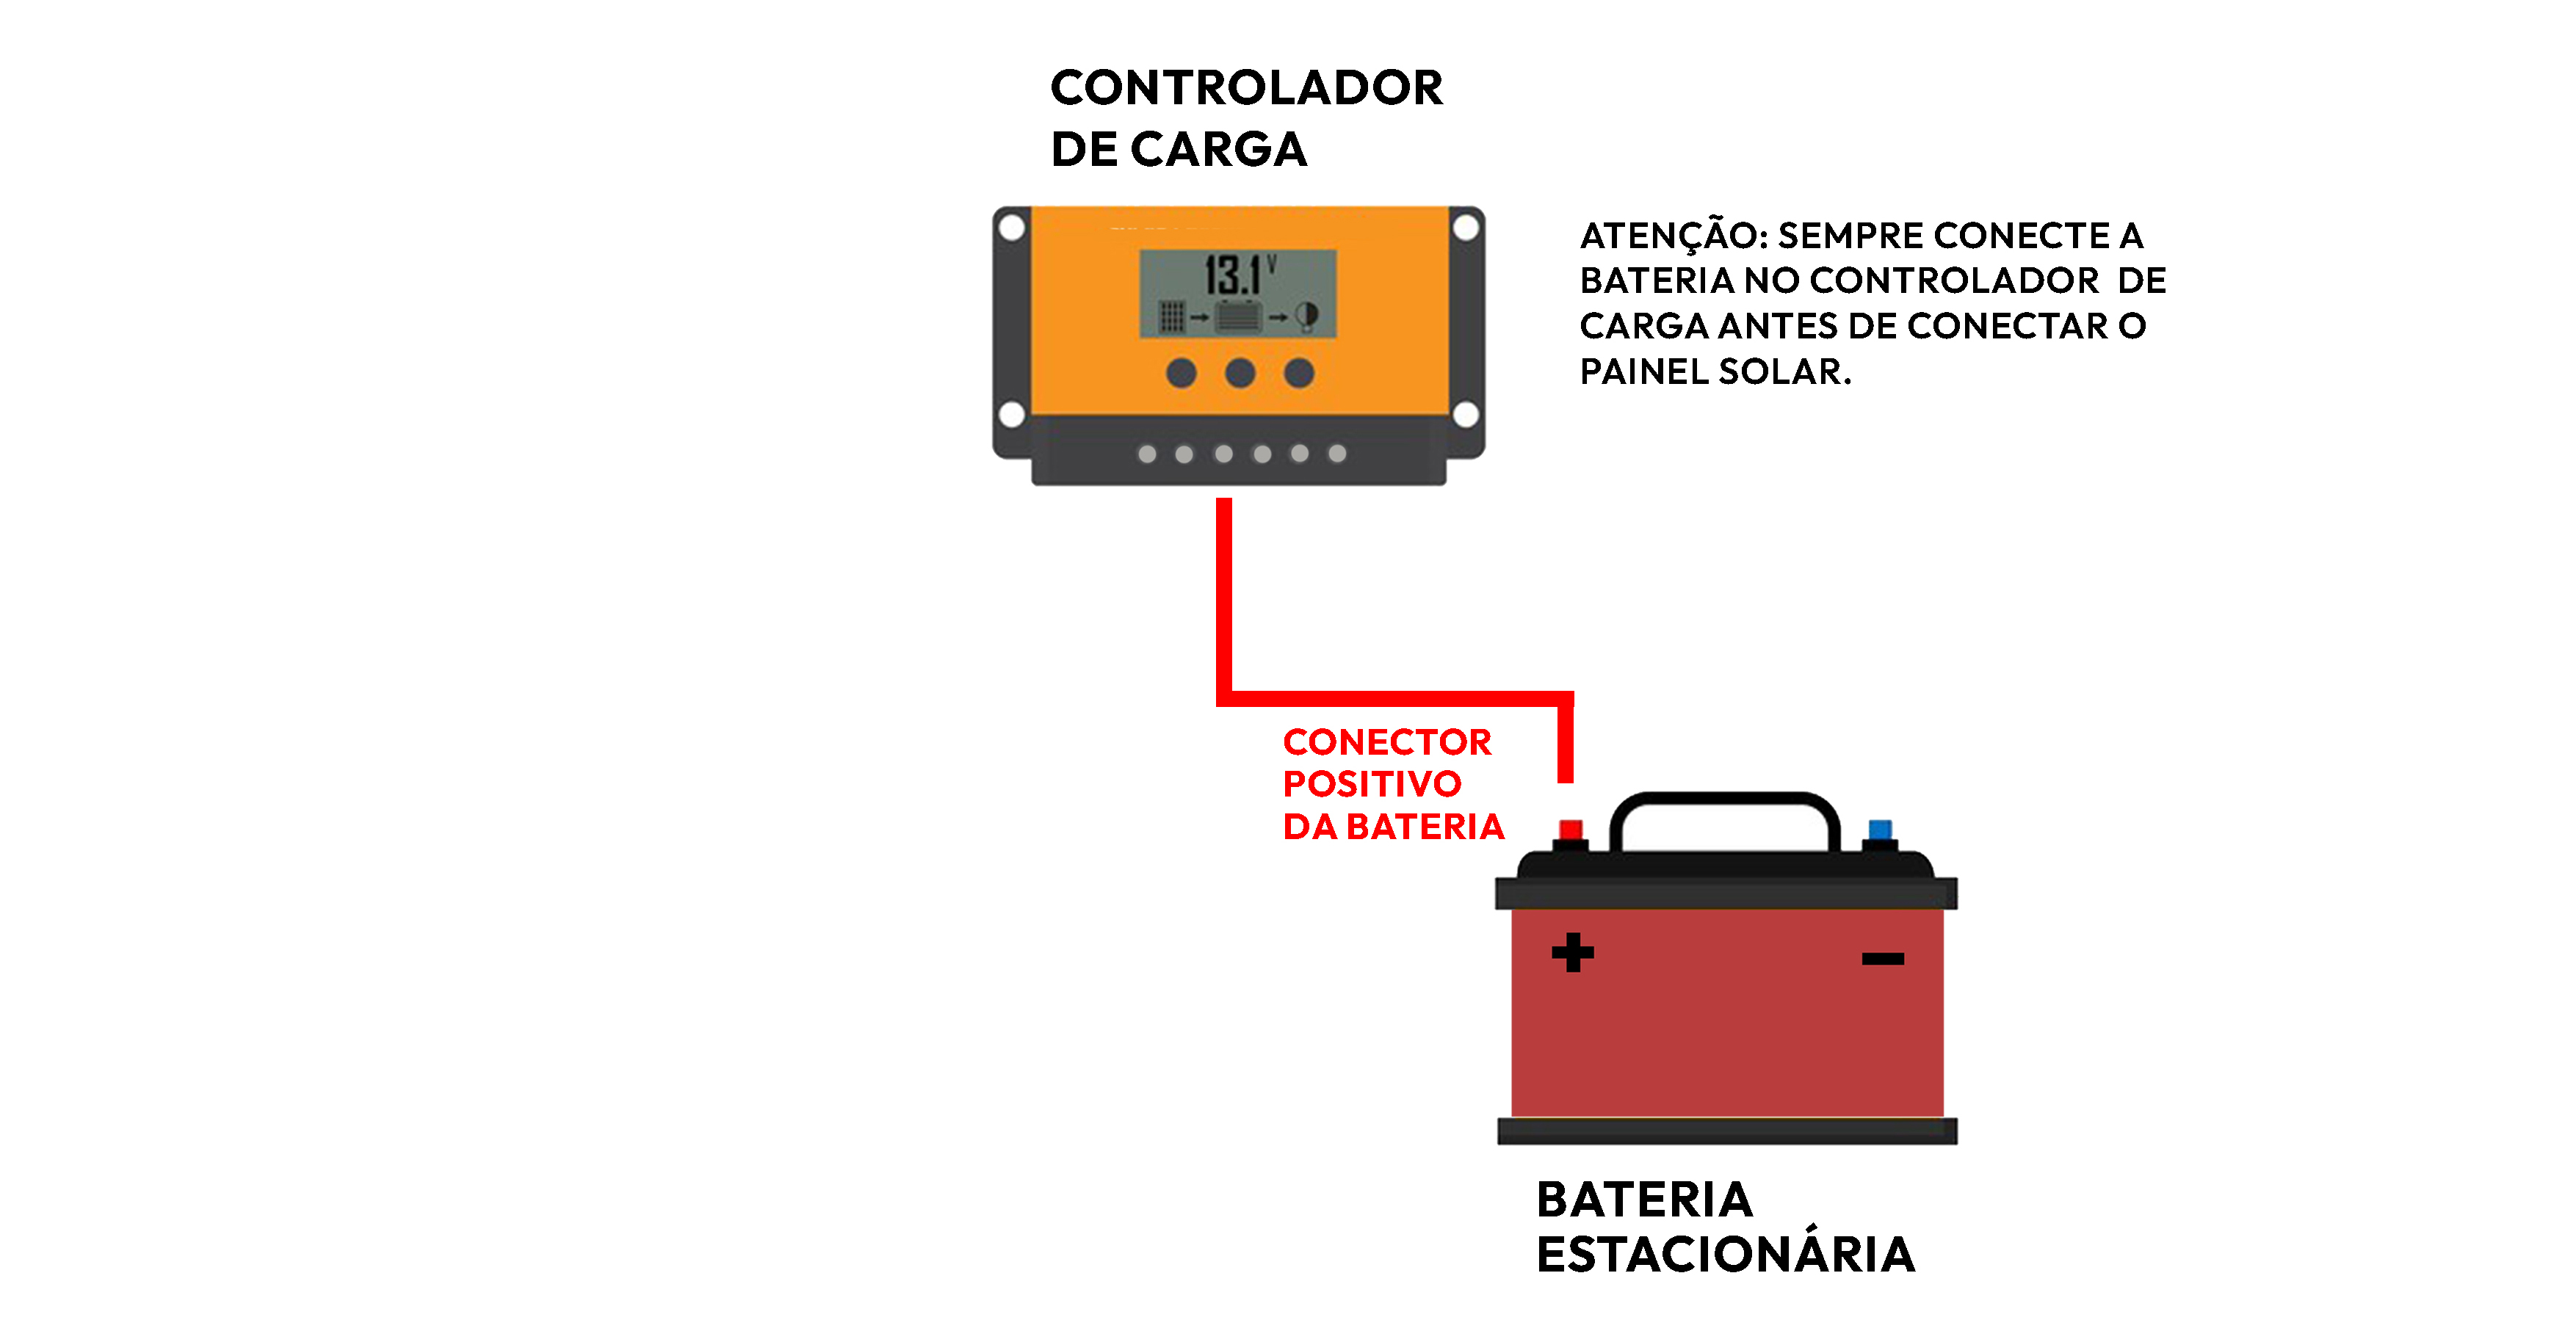 CONTROLADOR
DE CARGA
13.1 V
ATENÇÃO: SEMPRE CONECTE A
BATERIA NO CONTROLADOR DE
CARGA ANTES DE CONECTAR O
PAINEL SOLAR.
CONECTOR
POSITIVO
DA BATERIA
+ −
BATERIA
ESTACIONÁRIA